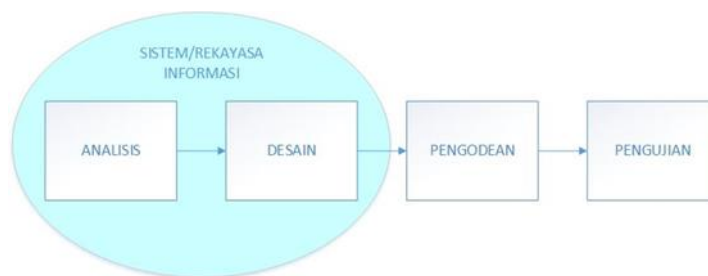 SISTEM/REKAYASA
INFORMASI
ANALISIS
DESAIN
PENGODEAN
PENGUJIAN